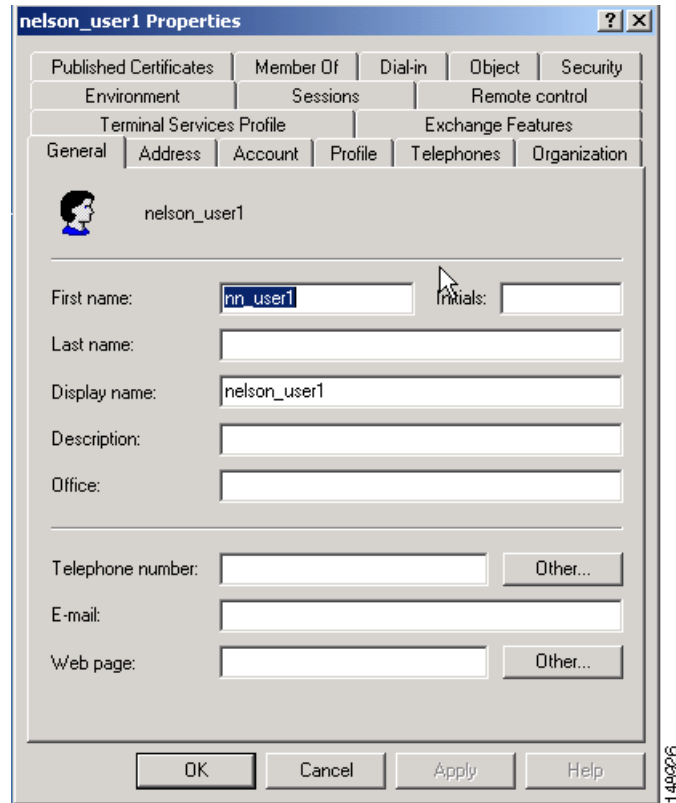 nelson_user1 Properties
Published Certificates Member Of Dial-in Object Security
Environment Sessions Remote control
Terminal Services Profile Exchange Features
General Address Account Profile Telephones Organization
nelson_user1
First name: nn_user1 Initials:
Last name:
Display name: nelson_user1
Description:
Office:
Telephone number: Other...
E-mail:
Web page: Other...
OK Cancel Apply Help